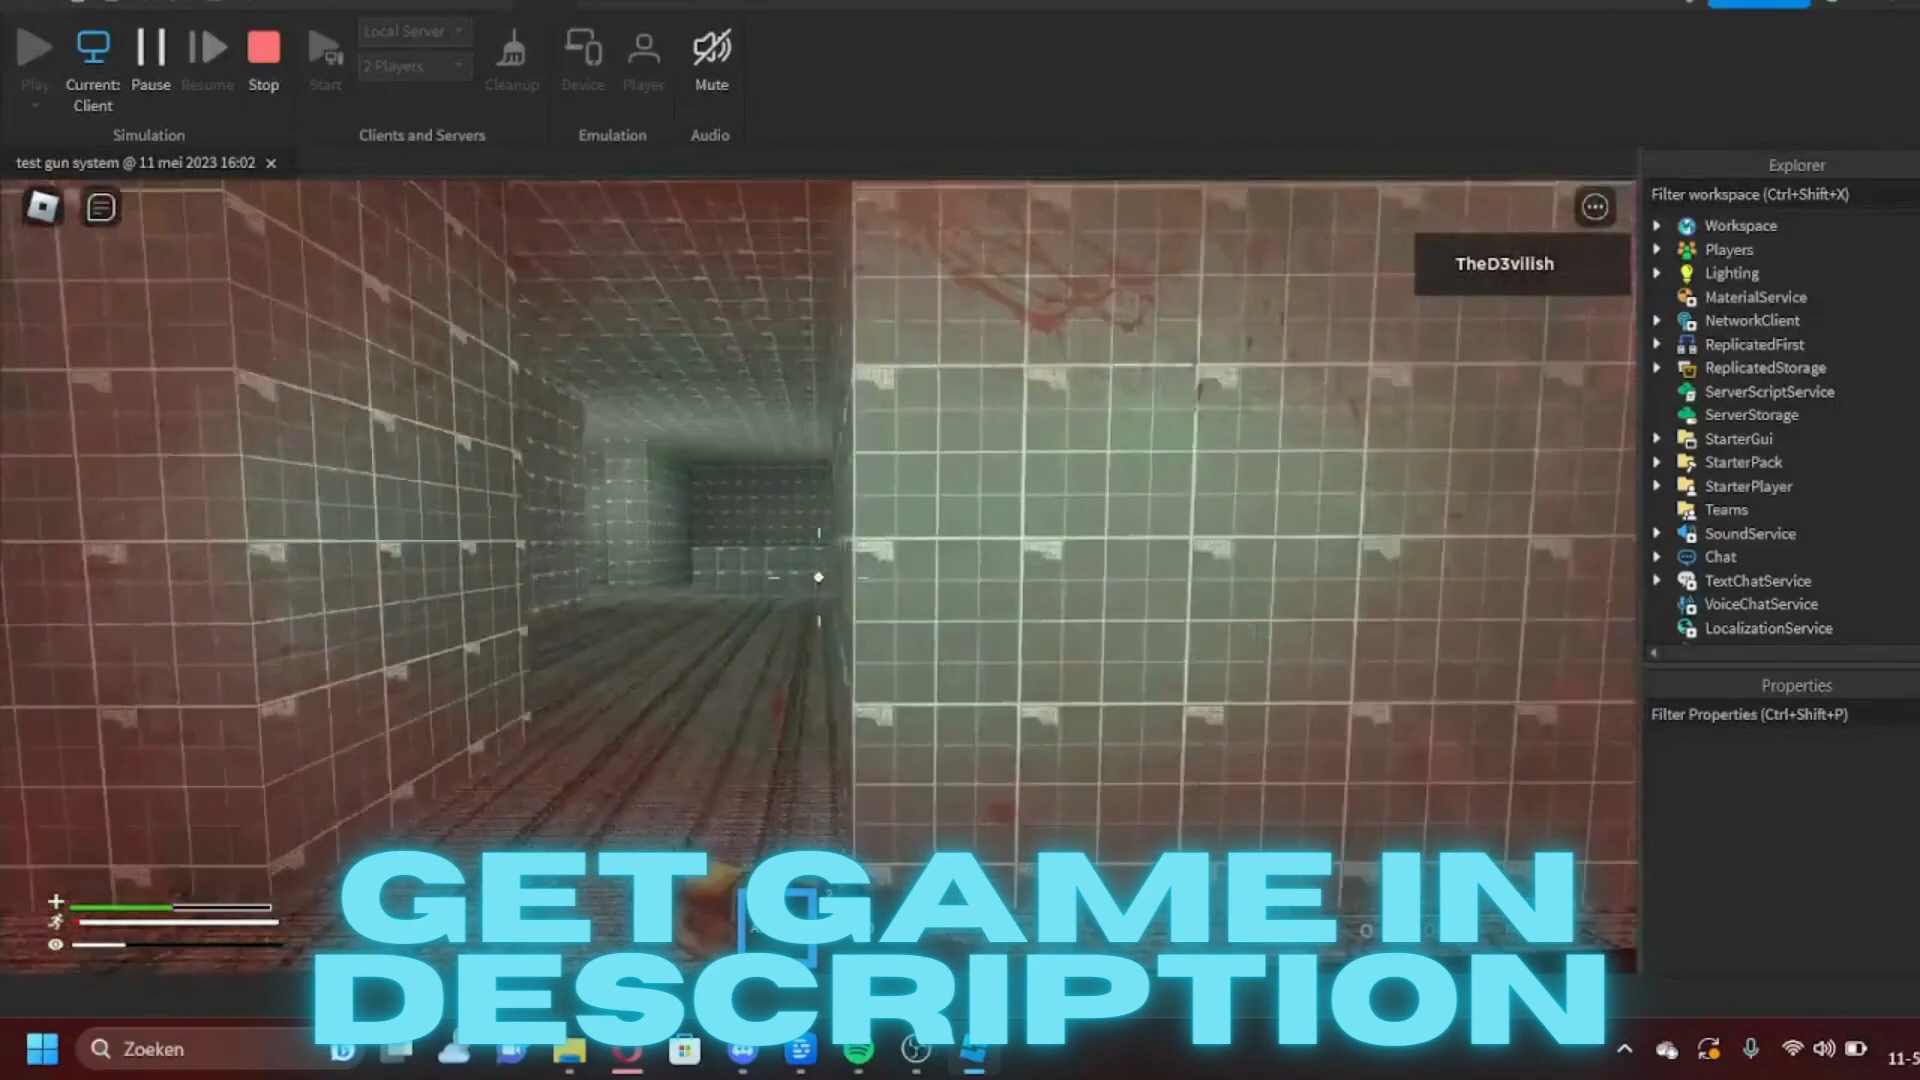 Local Server
2 Players
Play
Current:
Client
Pause
Resume
Stop
Start
Cleanup
Device
Player
Mute
Simulation
Clients and Servers
Emulation
Audio
test gun system @ 11 mei 2023 16:02
TheD3vilish
Explorer
Filter workspace (Ctrl+Shift+X)
Workspace
Players
Lighting
MaterialService
NetworkClient
ReplicatedFirst
ReplicatedStorage
ServerScriptService
ServerStorage
StarterGui
StarterPack
StarterPlayer
Teams
SoundService
Chat
TextChatService
VoiceChatService
LocalizationService
Properties
Filter Properties (Ctrl+Shift+P)
GET GAME IN
DESCRIPTION
Zoeken